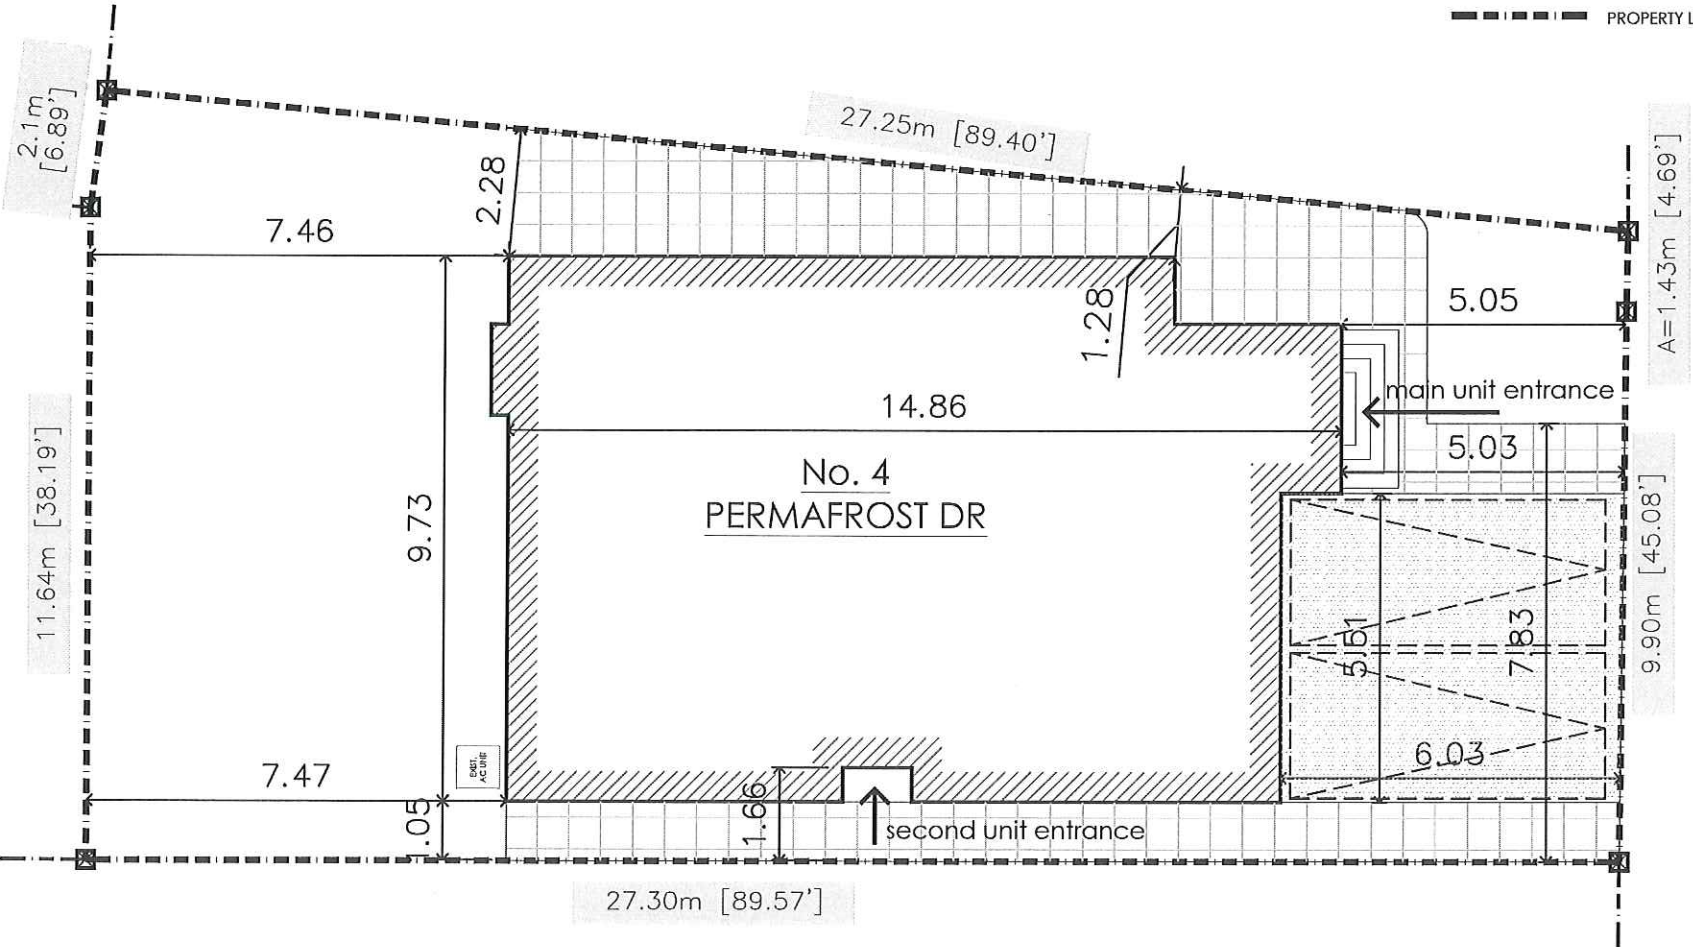 PROPERTY L
2.1m
[6.89']
27.25m [89.40']
A=1.43m [4.69']
2.28
7.46
1.28
5.05
main unit entrance
14.86
5.03
No. 4
PERMAFROST DR
9.73
11.64m [38.19']
9.90m [45.08']
5.61
7.83
6.03
EXIST.
AC UNIT
7.47
1.05
1.66
second unit entrance
27.30m [89.57']